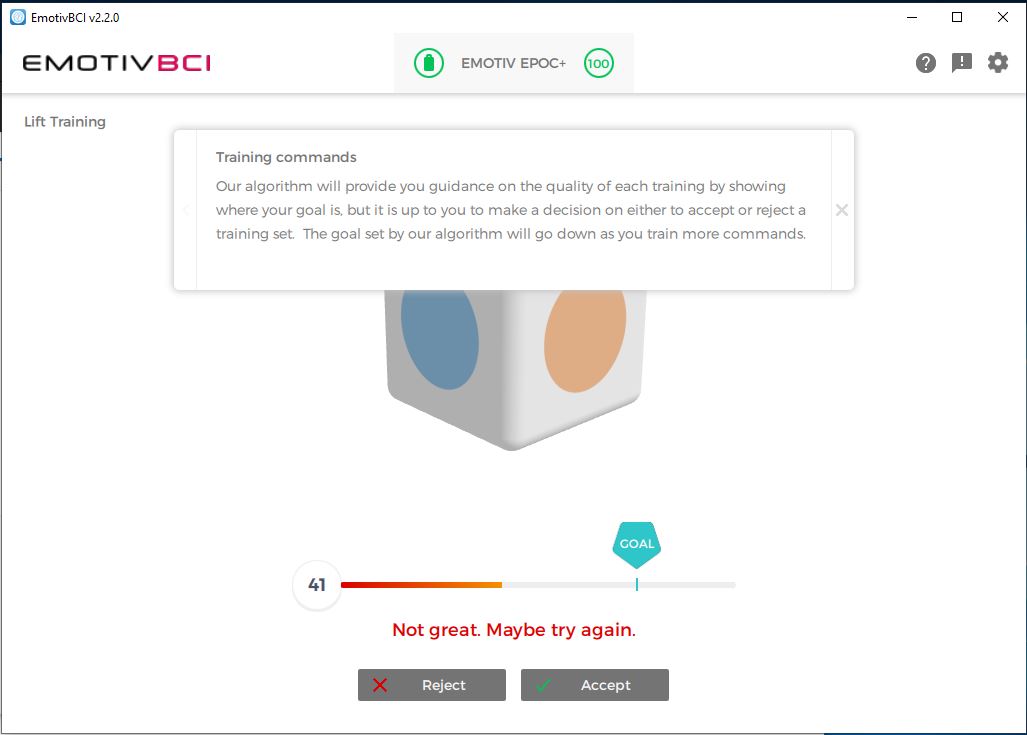 EmotivBCI v2.2.0
EMOTIVBCI
EMOTIV EPOC+
100
Lift Training
Training commands
Our algorithm will provide you guidance on the quality of each training by showing
where your goal is, but it is up to you to make a decision on either to accept or reject a
training set.  The goal set by our algorithm will go down as you train more commands.
GOAL
41
Not great. Maybe try again.
Reject
Accept